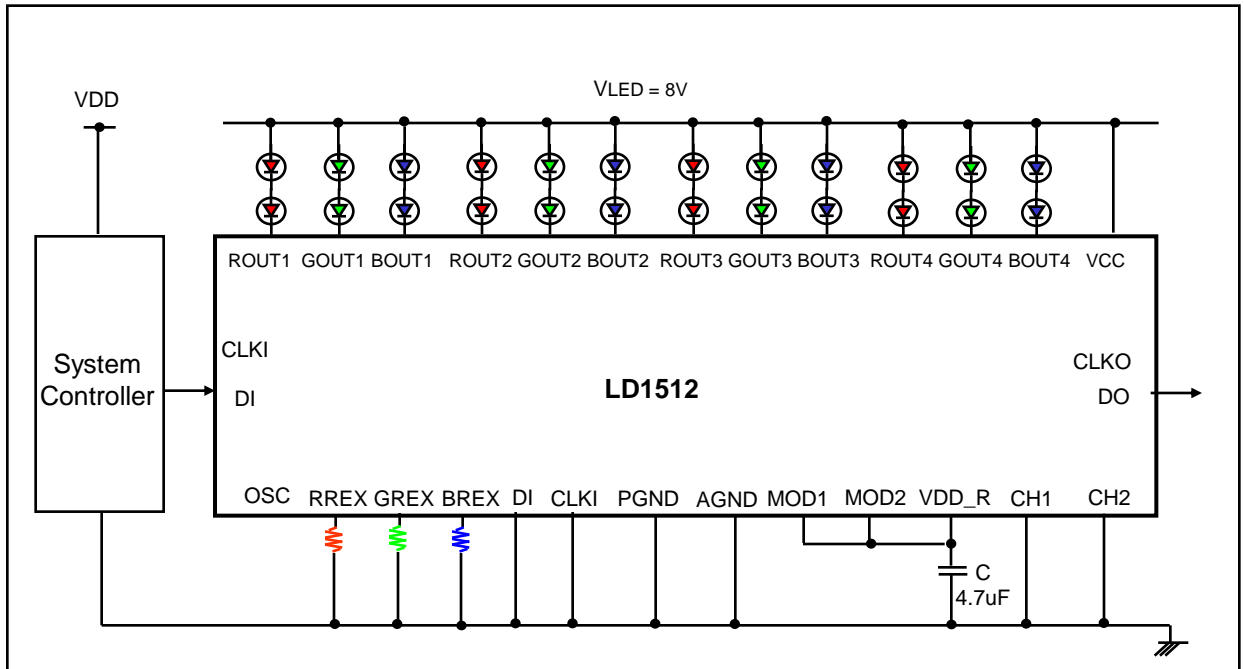 VLED = 8V
VDD
ROUT1 GOUT1 BOUT1 ROUT2 GOUT2 BOUT2 ROUT3 GOUT3 BOUT3 ROUT4 GOUT4 BOUT4 VCC
CLKI
System
Controller
DI
LD1512
CLKO
DO
OSC RREX GREX BREX DI CLKI PGND AGND MOD1 MOD2 VDD_R CH1 CH2
C
4.7uF